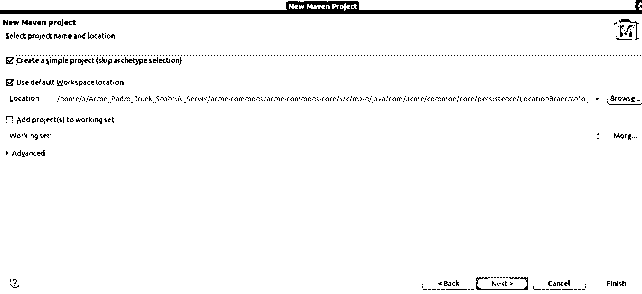 New Maven Project
New Maven project
Select project name and location
Create a simple project (skip archetype selection)
Use default Workspace location
Location
Browse...
Add project(s) to working set
Working set:
More...
Advanced
< Back
Next >
Cancel
Finish